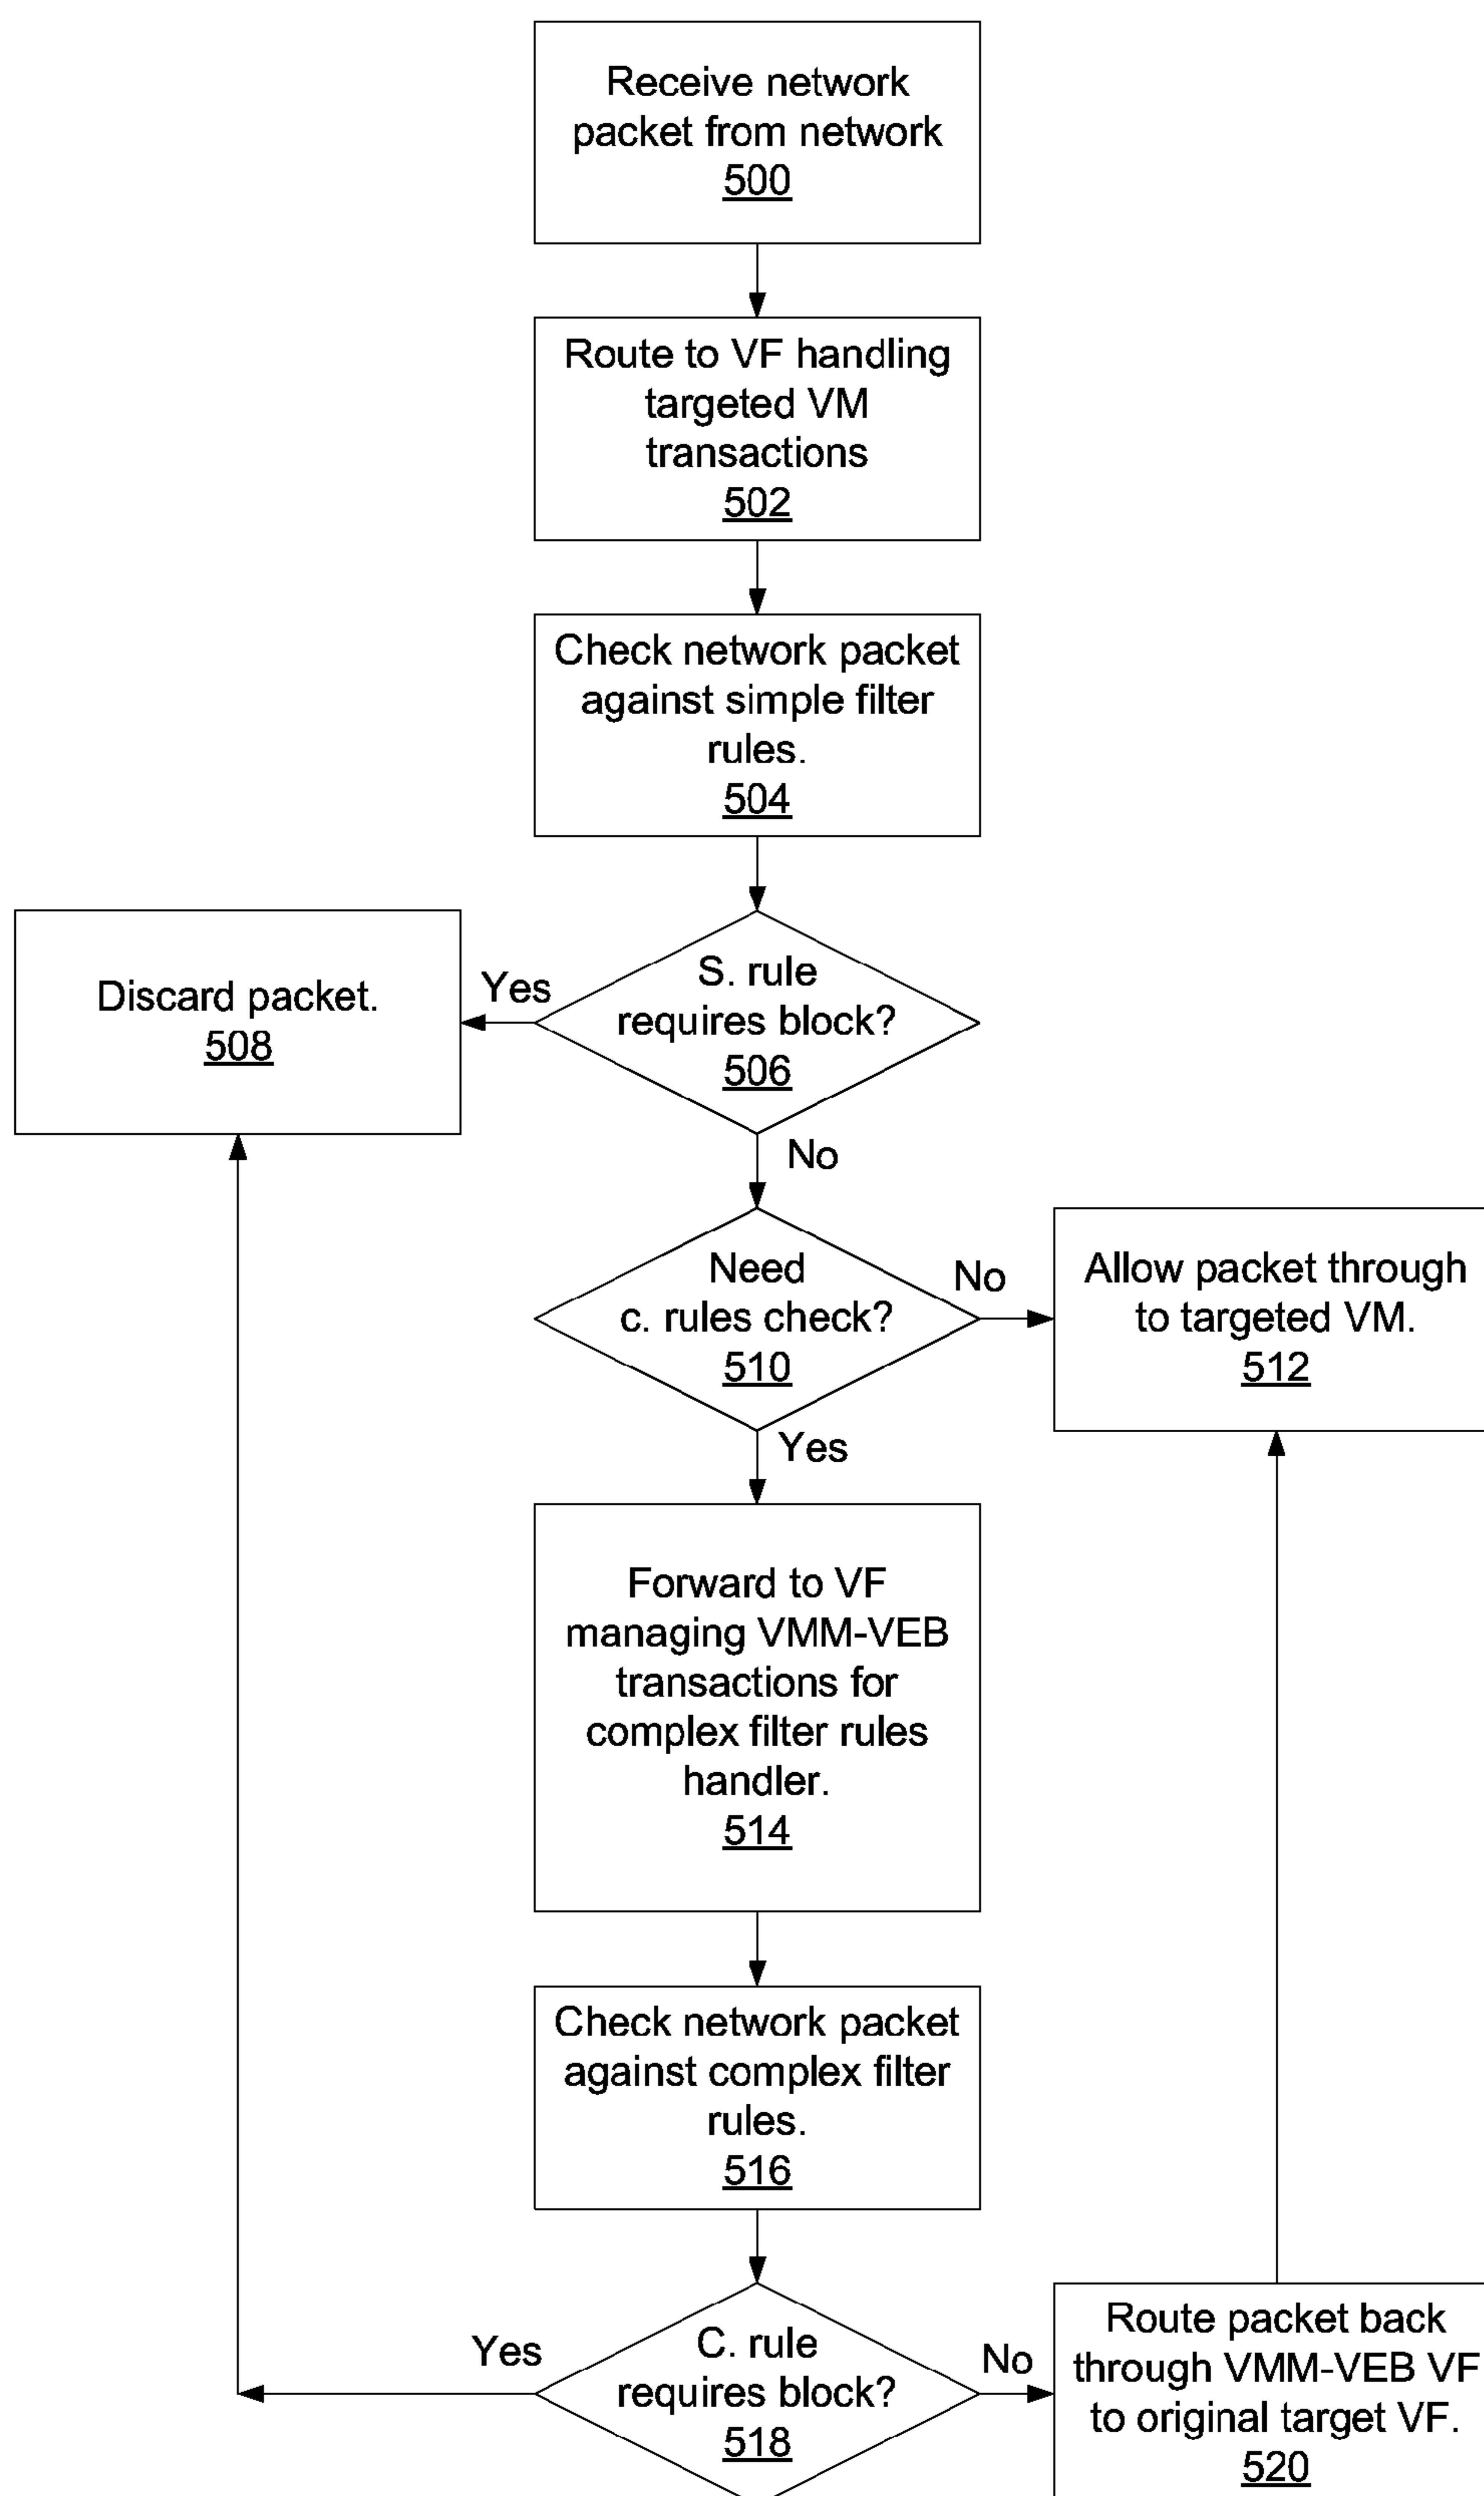 Receive network
packet from network
500
Route to VF handling
targeted VM
transactions
502
Check network packet
against simple filter
rules.
504
S. rule
requires block?
506
Yes
Discard packet.
508
No
Need
c. rules check?
510
No
Allow packet through
to targeted VM.
512
Yes
Forward to VF
managing VMM-VEB
transactions for
complex filter rules
handler.
514
Check network packet
against complex filter
rules.
516
C. rule
requires block?
518
Yes
No
Route packet back
through VMM-VEB VF
to original target VF.
520